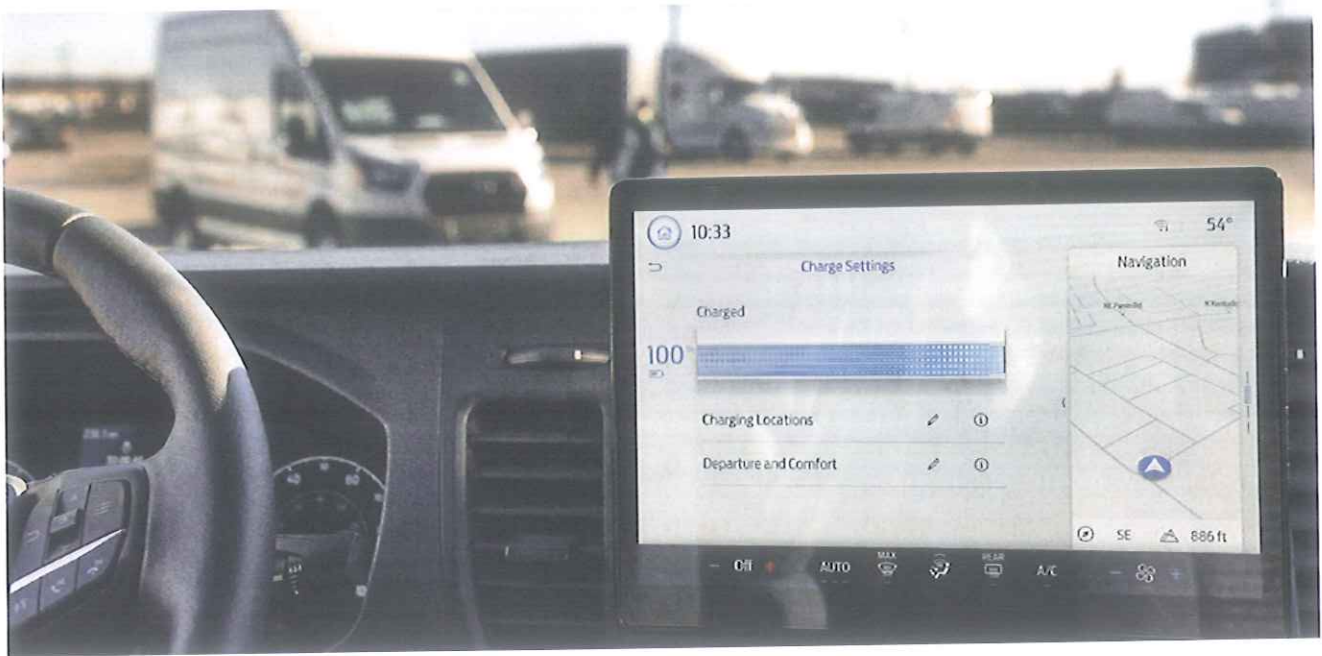 10:33
54°
Charge Settings
Navigation
Charged
100
Charging Locations
Departure and Comfort
SE
886 ft
Off
AUTO
MAX
REAR
A/C
40